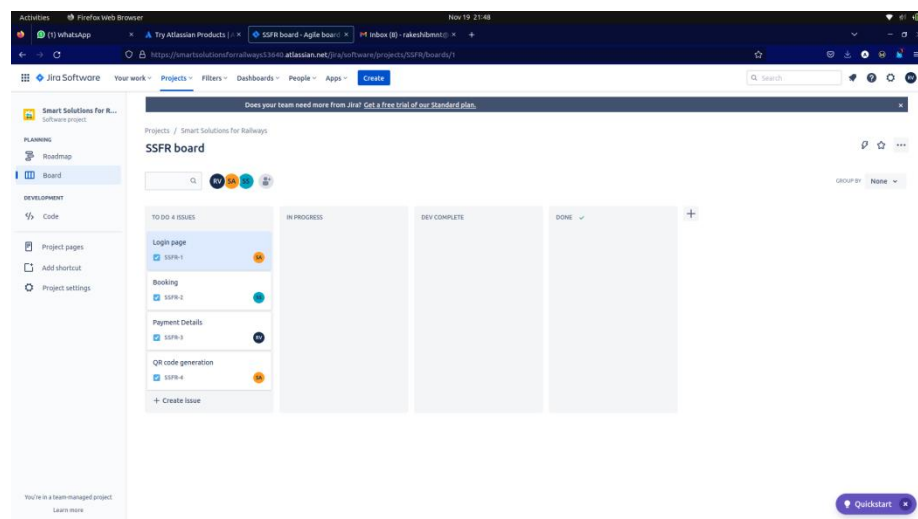 Activities Firefox Web Browser Nov 19 21:48
(1) WhatsApp × Try Atlassian Products | × SSFR board - Agile board × Inbox (8) - rakeshibmnt@ × +
https://smartsolutionsforrailways53640.atlassian.net/jira/software/projects/SSFR/boards/1
Jira Software Your work Projects Filters Dashboards People Apps Create Search
Does your team need more from Jira? Get a free trial of our Standard plan.
Smart Solutions for R...
Software project
PLANNING
Roadmap
Board
DEVELOPMENT
Code
Project pages
Add shortcut
Project settings
You're in a team-managed project
Learn more
Projects / Smart Solutions for Railways
SSFR board
RV SA SS
GROUP BY None
TO DO 4 ISSUES
Login page
SSFR-1 SA
Booking
SSFR-2 SS
Payment Details
SSFR-3 RV
QR code generation
SSFR-4 SA
+ Create issue
IN PROGRESS
DEV COMPLETE
DONE
Quickstart ×